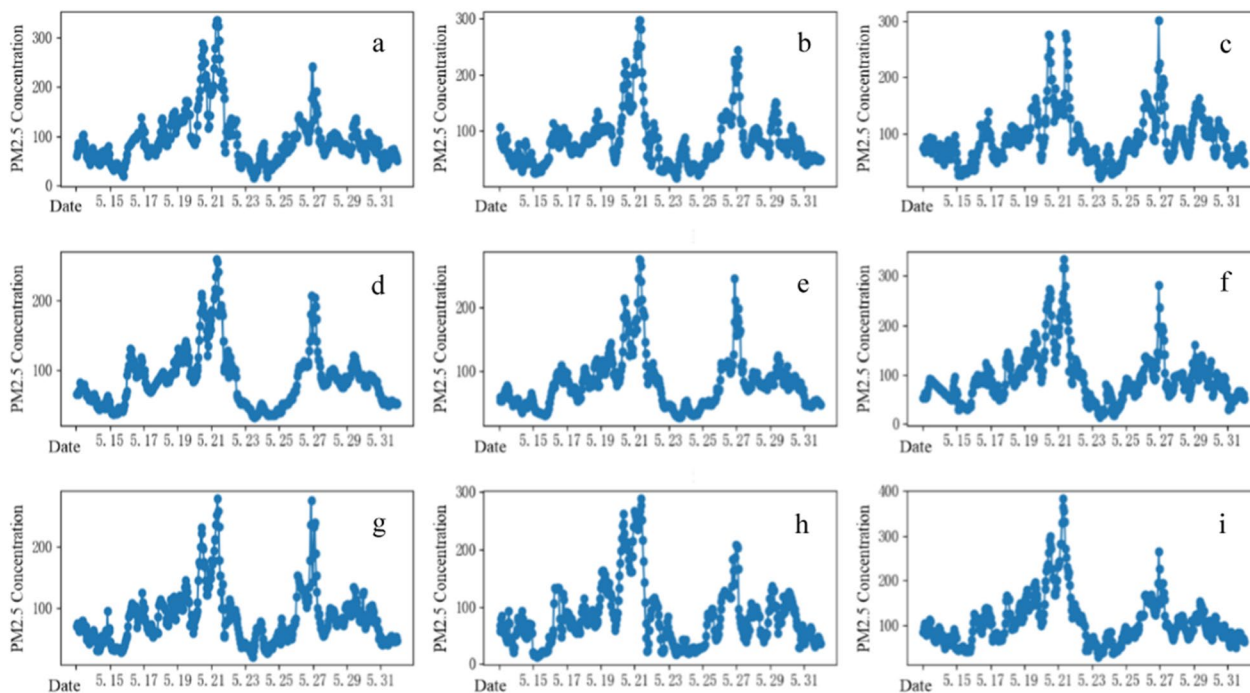 a
PM2.5 Concentration
300
200
100
0
Date 5.15 5.17 5.19 5.21 5.23 5.25 5.27 5.29 5.31
b
PM2.5 Concentration
300
200
100
Date 5.15 5.17 5.19 5.21 5.23 5.25 5.27 5.29 5.31
c
PM2.5 Concentration
300
200
100
Date 5.15 5.17 5.19 5.21 5.23 5.25 5.27 5.29 5.31
d
PM2.5 Concentration
200
100
Date 5.15 5.17 5.19 5.21 5.23 5.25 5.27 5.29 5.31
e
PM2.5 Concentration
200
100
Date 5.15 5.17 5.19 5.21 5.23 5.25 5.27 5.29 5.31
f
PM2.5 Concentration
300
200
100
0
Date 5.15 5.17 5.19 5.21 5.23 5.25 5.27 5.29 5.31
g
PM2.5 Concentration
200
100
Date 5.15 5.17 5.19 5.21 5.23 5.25 5.27 5.29 5.31
h
PM2.5 Concentration
300
200
100
0
Date 5.15 5.17 5.19 5.21 5.23 5.25 5.27 5.29 5.31
i
PM2.5 Concentration
400
300
200
100
Date 5.15 5.17 5.19 5.21 5.23 5.25 5.27 5.29 5.31